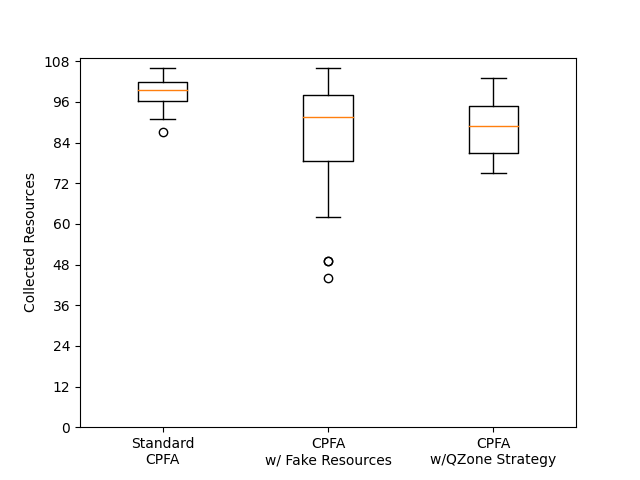 108
96
84
72
60
48
36
24
12
0
Collected Resources
Standard
CPFA
CPFA
w/ Fake Resources
CPFA
w/QZone Strategy